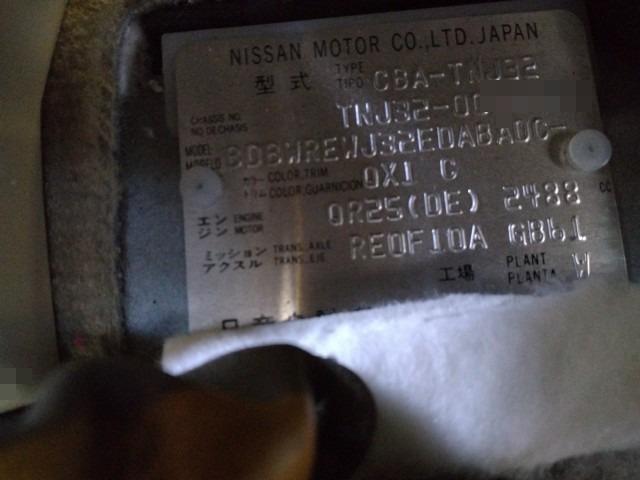 NISSAN MOTOR CO.,LTD.JAPAN
型式 TYPE TIPO CBA-TNJ32
CHASSIS NO. NO DE CHASIS TNJ32-0
MODEL MODELO
カラー COLOR,TRIM トリム COLOR,GUARNICION QX1 G
エンジン ENGINE MOTOR QR25(DE) 2488 cc
ミッション アクスル TRANS.AXLE TRANS.EJE RE0F10A GB61
工場 PLANT PLANTA W
日産